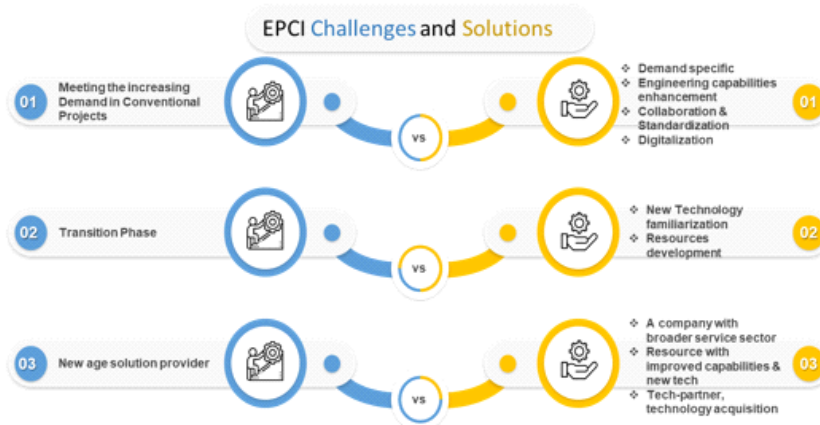 EPCI Challenges and Solutions
01
Meeting the increasing
Demand in Conventional
Projects
vs
❖ Demand specific
❖ Engineering capabilities
enhancement
❖ Collaboration &
Standardization
❖ Digitalization
01
02
Transition Phase
vs
❖ New Technology
familiarization
❖ Resources
development
02
03
New age solution provider
vs
❖ A company with
broader service sector
❖ Resource with
improved capabilities &
new tech
❖ Tech-partner,
technology acquisition
03